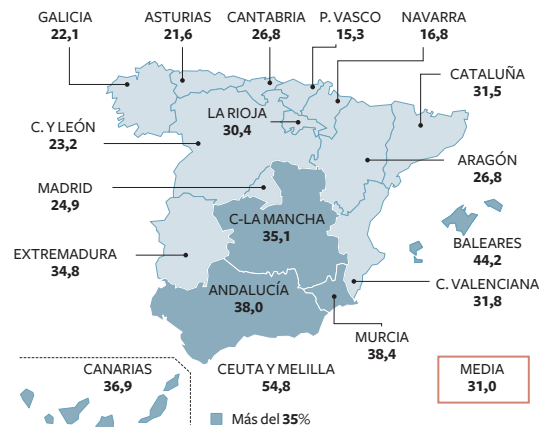 GALICIA
22,1
ASTURIAS
21,6
CANTABRIA
26,8
P. VASCO
15,3
NAVARRA
16,8
CATALUÑA
31,5
LA RIOJA
30,4
C. Y LEÓN
23,2
ARAGÓN
26,8
MADRID
24,9
C-LA MANCHA
35,1
BALEARES
44,2
EXTREMADURA
34,8
C. VALENCIANA
31,8
ANDALUCÍA
38,0
MURCIA
38,4
CANARIAS
36,9
CEUTA Y MELILLA
54,8
MEDIA
31,0
Más del 35%